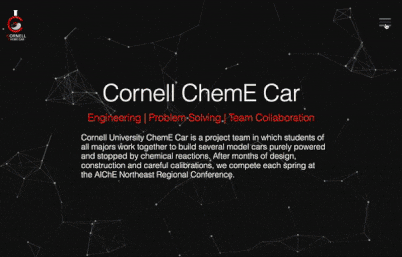 CORNELL
Cornell ChemE Car
Engineering | Problem-Solving | Team Collaboration
Cornell University ChemE Car is a project team in which students of
all majors work together to build several model cars purely powered
and stopped by chemical reactions. After months of design,
construction and careful calibrations, we compete each spring at
the AIChE Northeast Regional Conference.